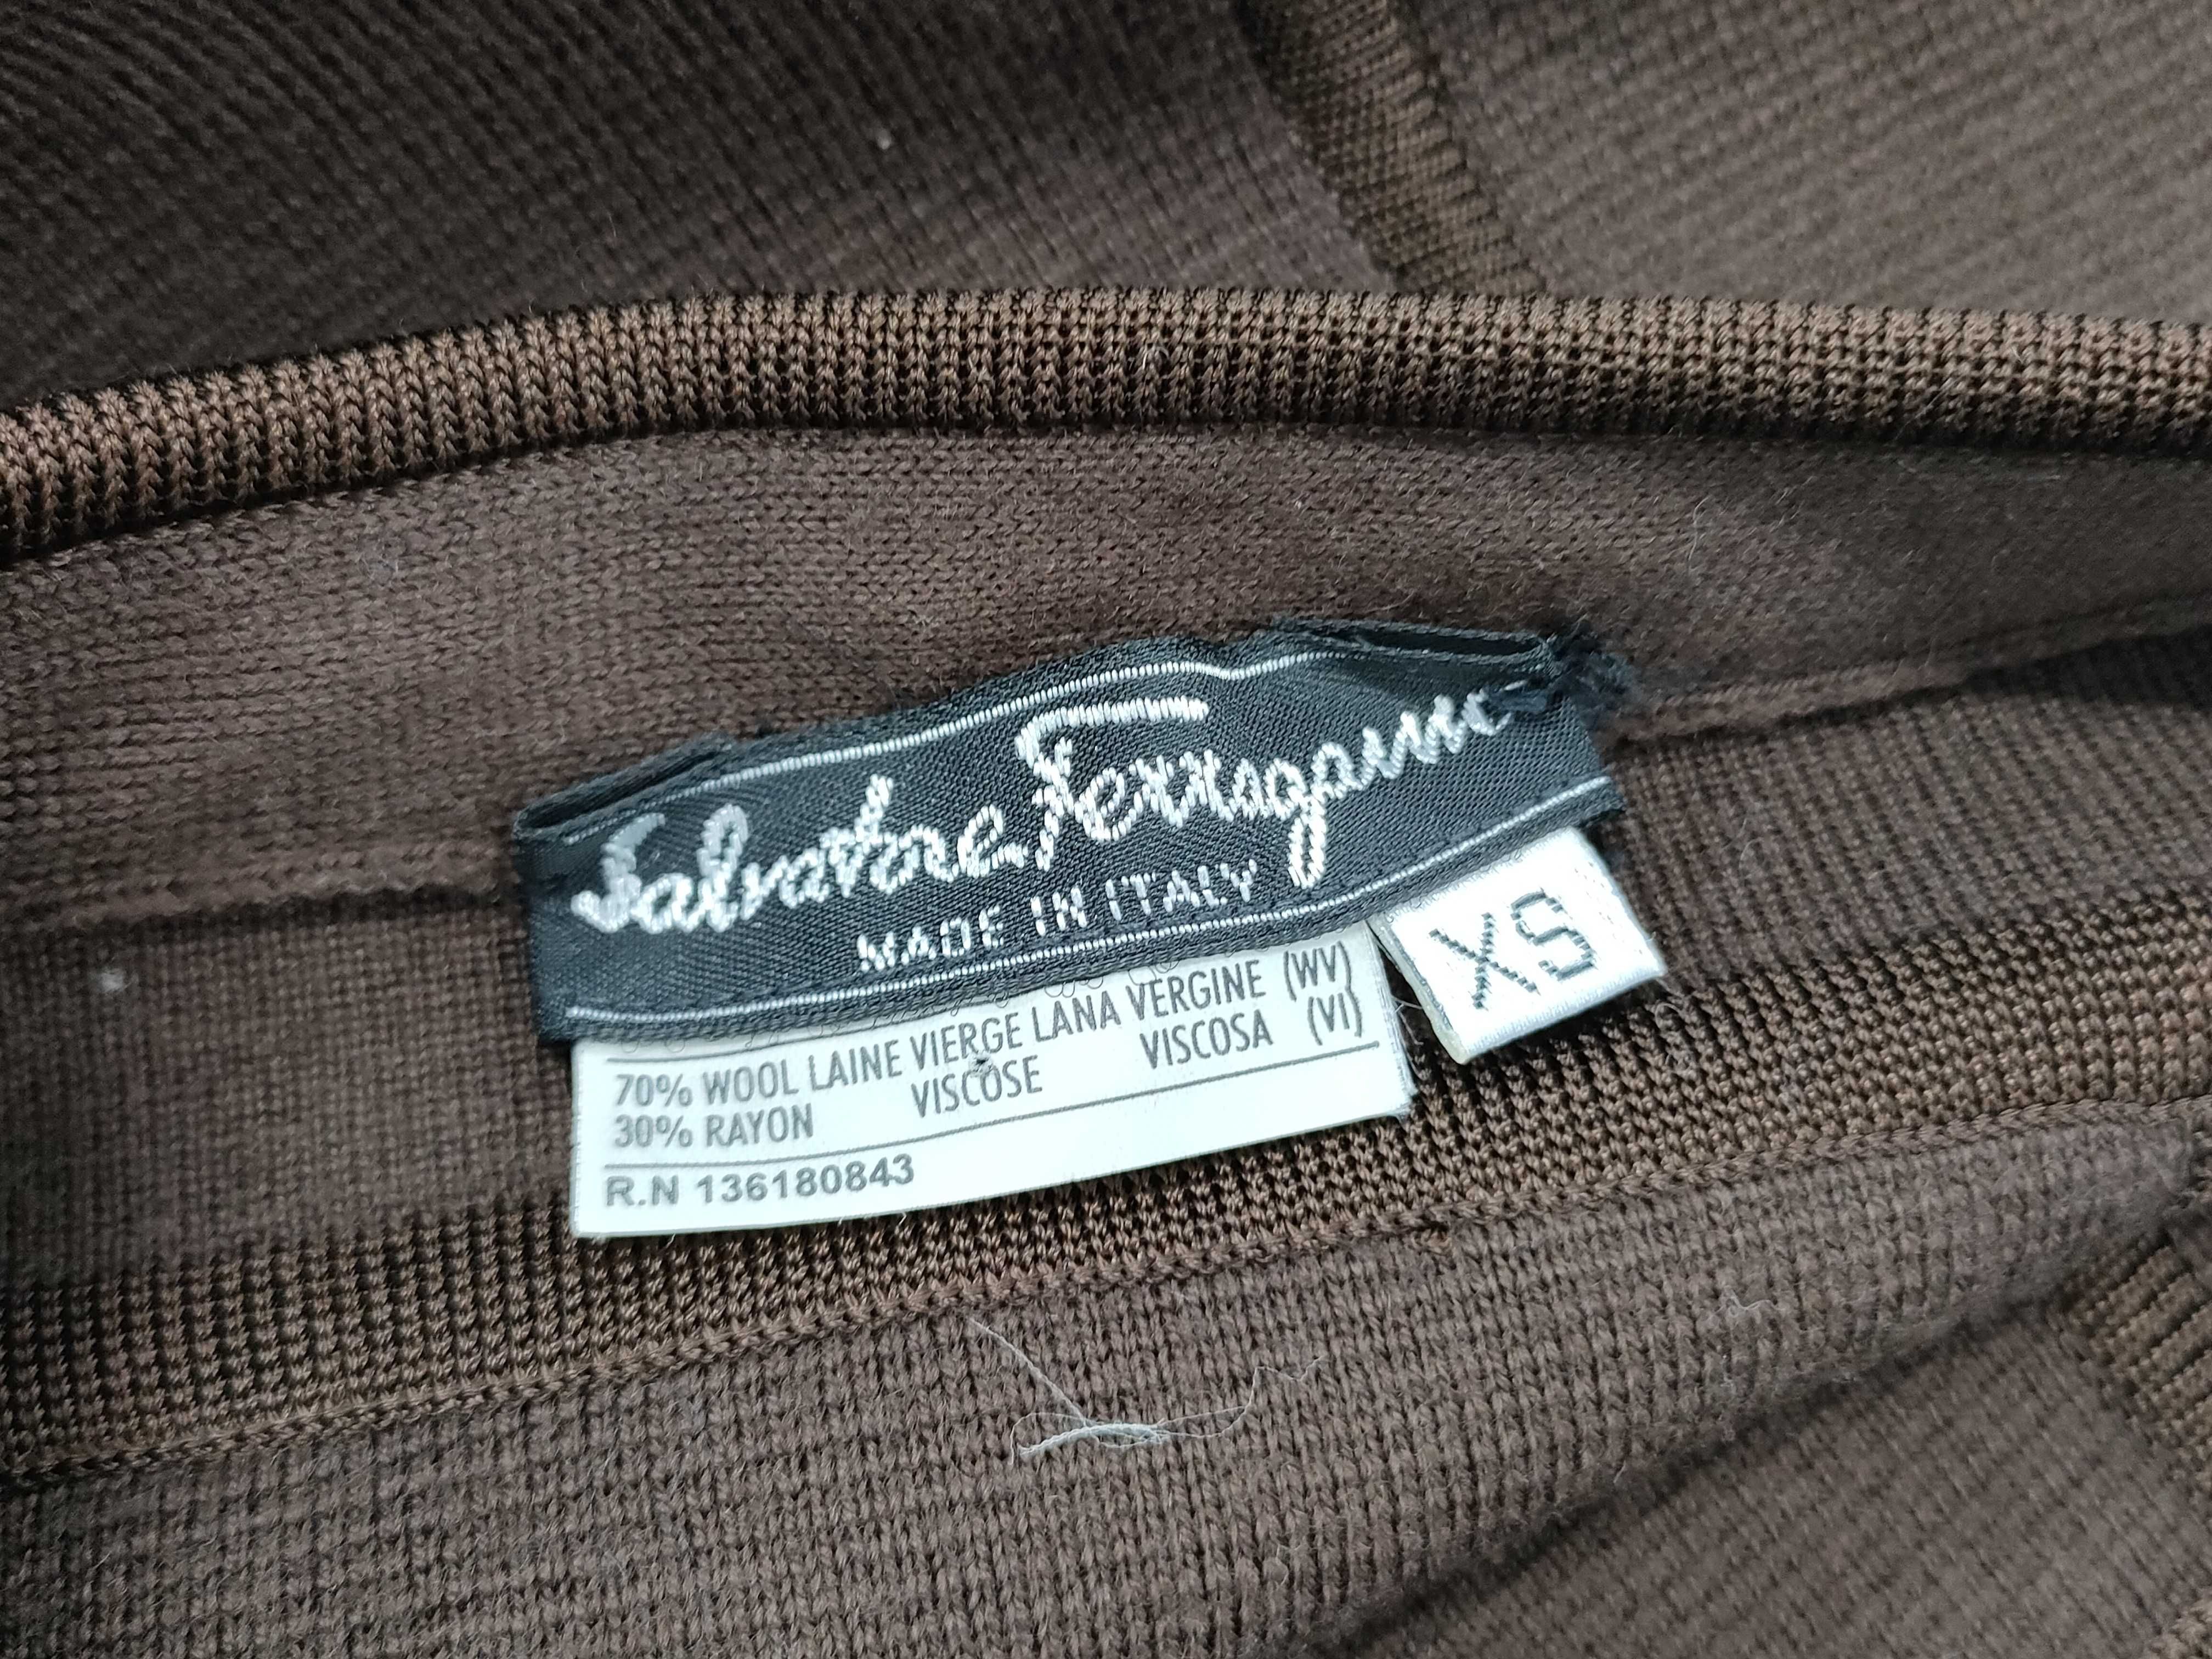 Salvatore Ferragamo
MADE IN ITALY
XS
70% WOOL LAINE VIERGE LANA VERGINE (WV)
30% RAYON VISCOSE VISCOSA (VI)
R.N 136180843